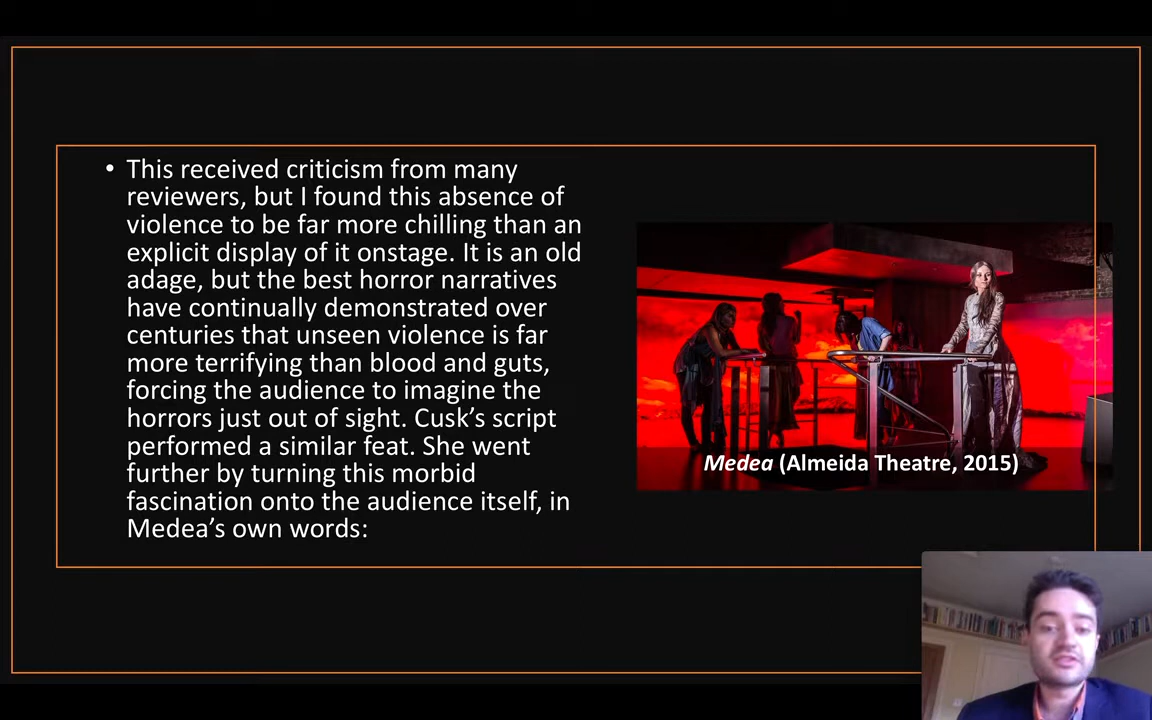 • This received criticism from many
reviewers, but I found this absence of
violence to be far more chilling than an
explicit display of it onstage. It is an old
adage, but the best horror narratives
have continually demonstrated over
centuries that unseen violence is far
more terrifying than blood and guts,
forcing the audience to imagine the
horrors just out of sight. Cusk’s script
performed a similar feat. She went
further by turning this morbid
fascination onto the audience itself, in
Medea’s own words:
Medea (Almeida Theatre, 2015)